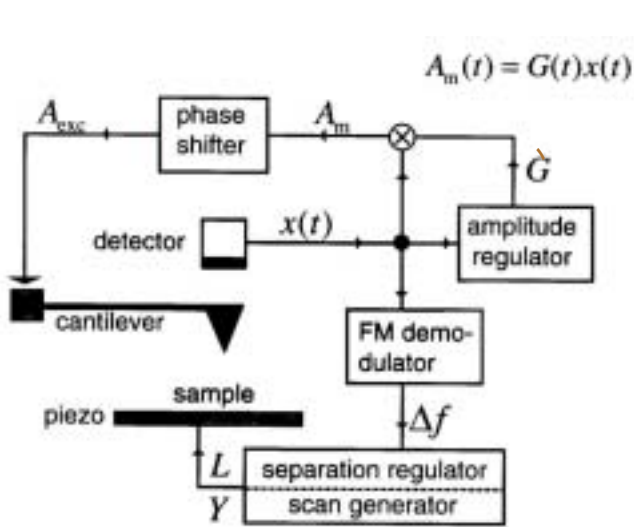 A_m(t) = G(t)x(t)
A_exc
phase
shifter
A_m
G
detector
x(t)
amplitude
regulator
cantilever
FM demo-
dulator
sample
piezo
Δf
L
separation regulator
Y
scan generator